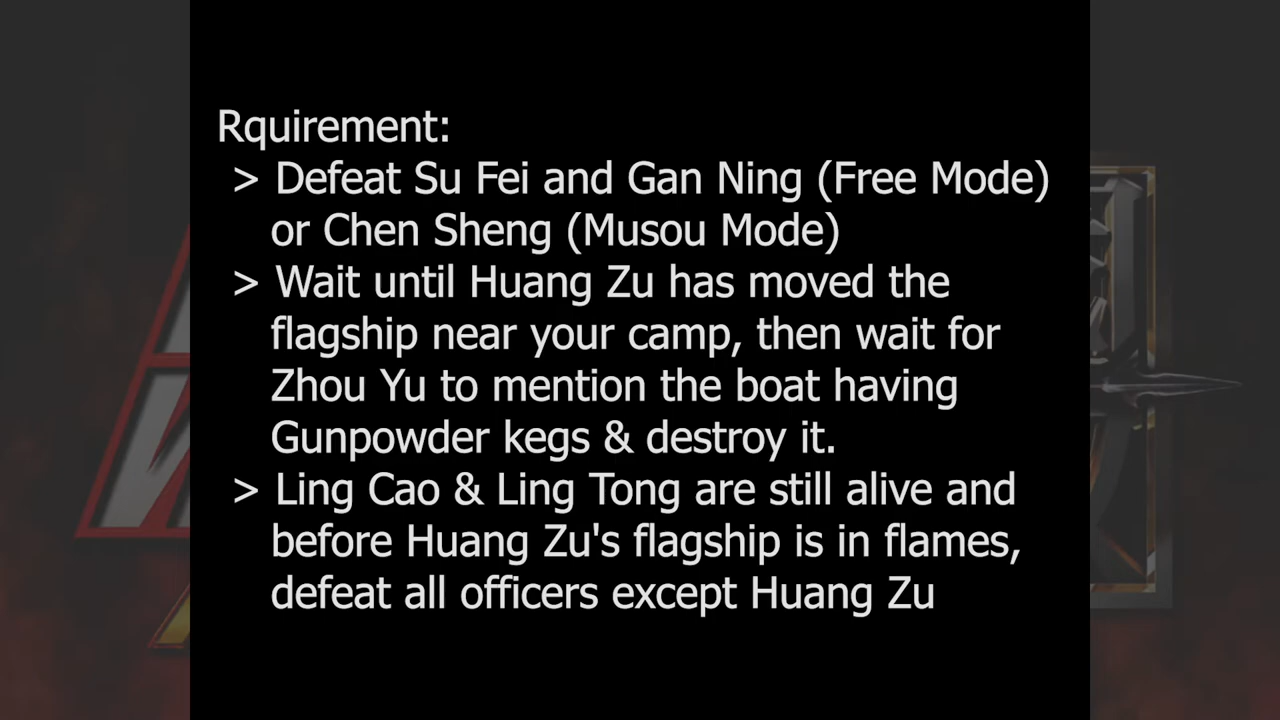 Rquirement:
> Defeat Su Fei and Gan Ning (Free Mode)
or Chen Sheng (Musou Mode)
> Wait until Huang Zu has moved the
flagship near your camp, then wait for
Zhou Yu to mention the boat having
Gunpowder kegs & destroy it.
> Ling Cao & Ling Tong are still alive and
before Huang Zu's flagship is in flames,
defeat all officers except Huang Zu